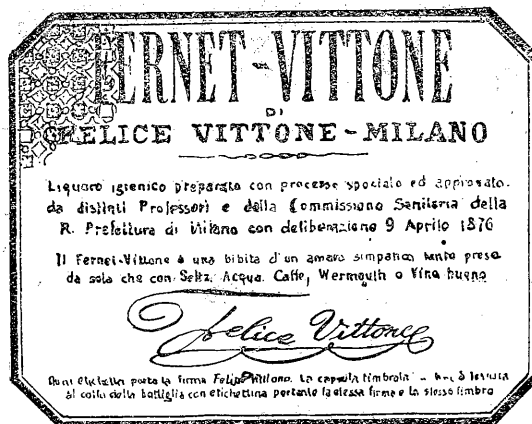 FERNET-VITTONE
DI
FELICE VITTONE-MILANO
Liquore igienico preparato con processo speciale ed approvato
da distinti Professori e della Commissione Sanitaria della
R. Prefettura di Milano con deliberazione 9 Aprile 1876
Il Fernet-Vittone è una bibita d'un amaro simpatico tanto presa
da sola che con Seltz, Acqua, Caffe, Wermouth o Vino buono
Felice Vittone
Ogni etichetta porta la firma Felice Vittone. La capsula timbrata
al collo della bottiglia con etichettina portante la stessa firma e lo stesso timbro